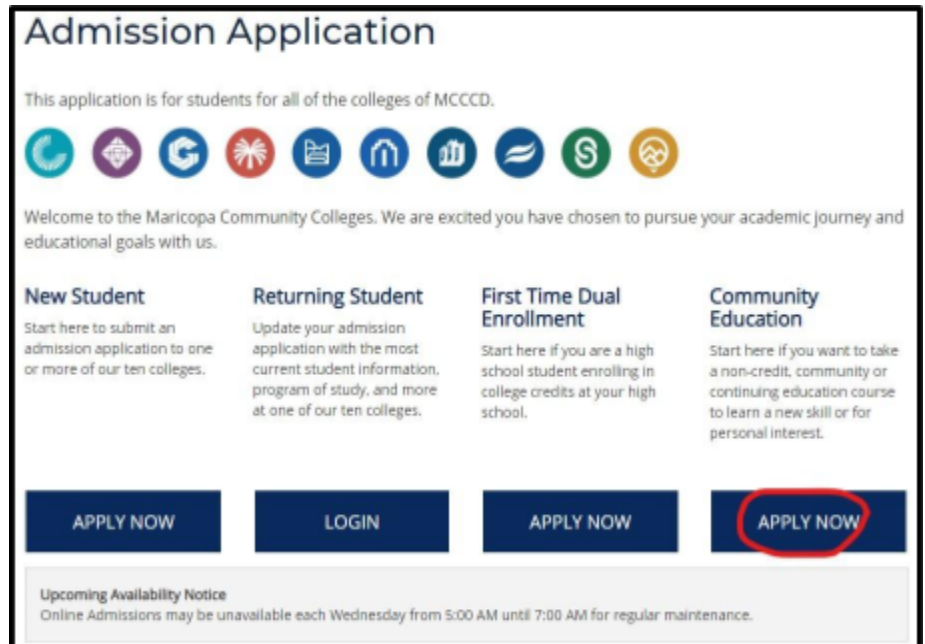 Admission Application
This application is for students for all of the colleges of MCCCD.
Welcome to the Maricopa Community Colleges. We are excited you have chosen to pursue your academic journey and
educational goals with us.
New Student
Start here to submit an
admission application to one
or more of our ten colleges.
Returning Student
Update your admission
application with the most
current student information,
program of study, and more
at one of our ten colleges.
First Time Dual
Enrollment
Start here if you are a high
school student enrolling in
college credits at your high
school.
Community
Education
Start here if you want to take
a non-credit, community or
continuing education course
to learn a new skill or for
personal interest.
APPLY NOW
LOGIN
APPLY NOW
APPLY NOW
Upcoming Availability Notice
Online Admissions may be unavailable each Wednesday from 5:00 AM until 7:00 AM for regular maintenance.